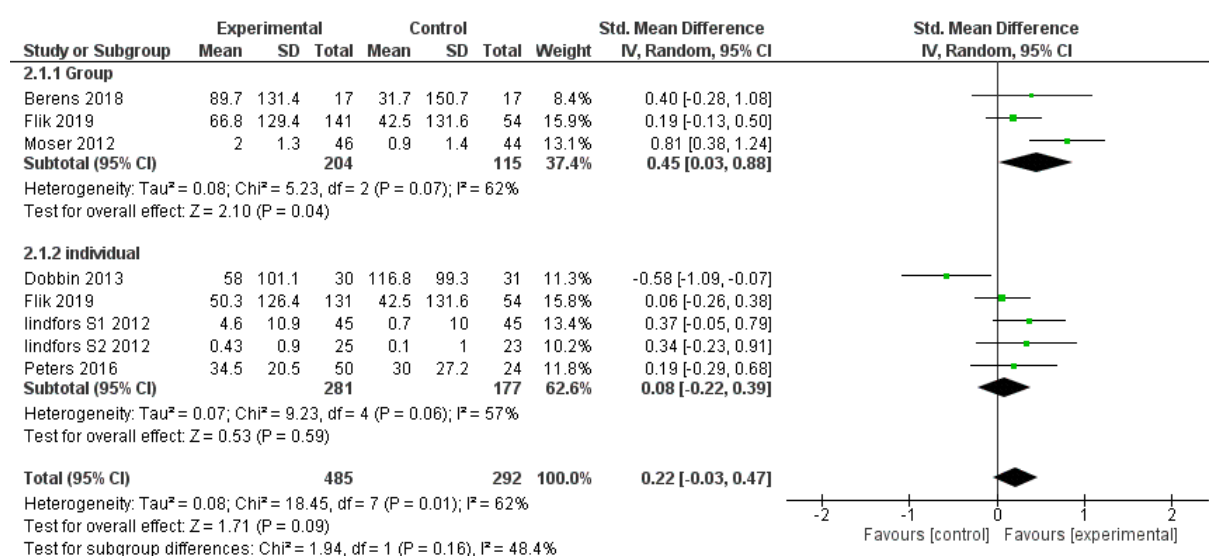 Experimental Control Std. Mean Difference Std. Mean Difference
Study or Subgroup Mean SD Total Mean SD Total Weight IV, Random, 95% CI IV, Random, 95% CI
2.1.1 Group
Berens 2018 89.7 131.4 17 31.7 150.7 17 8.4% 0.40 [-0.28, 1.08]
Flik 2019 66.8 129.4 141 42.5 131.6 54 15.9% 0.19 [-0.13, 0.50]
Moser 2012 2 1.3 46 0.9 1.4 44 13.1% 0.81 [0.38, 1.24]
Subtotal (95% CI) 204 115 37.4% 0.45 [0.03, 0.88]
Heterogeneity: Tau² = 0.08; Chi² = 5.23, df = 2 (P = 0.07); I² = 62%
Test for overall effect: Z = 2.10 (P = 0.04)
2.1.2 individual
Dobbin 2013 58 101.1 30 116.8 99.3 31 11.3% -0.58 [-1.09, -0.07]
Flik 2019 50.3 126.4 131 42.5 131.6 54 15.8% 0.06 [-0.26, 0.38]
lindfors S1 2012 4.6 10.9 45 0.7 10 45 13.4% 0.37 [-0.05, 0.79]
lindfors S2 2012 0.43 0.9 25 0.1 1 23 10.2% 0.34 [-0.23, 0.91]
Peters 2016 34.5 20.5 50 30 27.2 24 11.8% 0.19 [-0.29, 0.68]
Subtotal (95% CI) 281 177 62.6% 0.08 [-0.22, 0.39]
Heterogeneity: Tau² = 0.07; Chi² = 9.23, df = 4 (P = 0.06); I² = 57%
Test for overall effect: Z = 0.53 (P = 0.59)
Total (95% CI) 485 292 100.0% 0.22 [-0.03, 0.47]
Heterogeneity: Tau² = 0.08; Chi² = 18.45, df = 7 (P = 0.01); I² = 62%
Test for overall effect: Z = 1.71 (P = 0.09)
Test for subgroup differences: Chi² = 1.94, df = 1 (P = 0.16), I² = 48.4%
-2 -1 0 1 2
Favours [control] Favours [experimental]